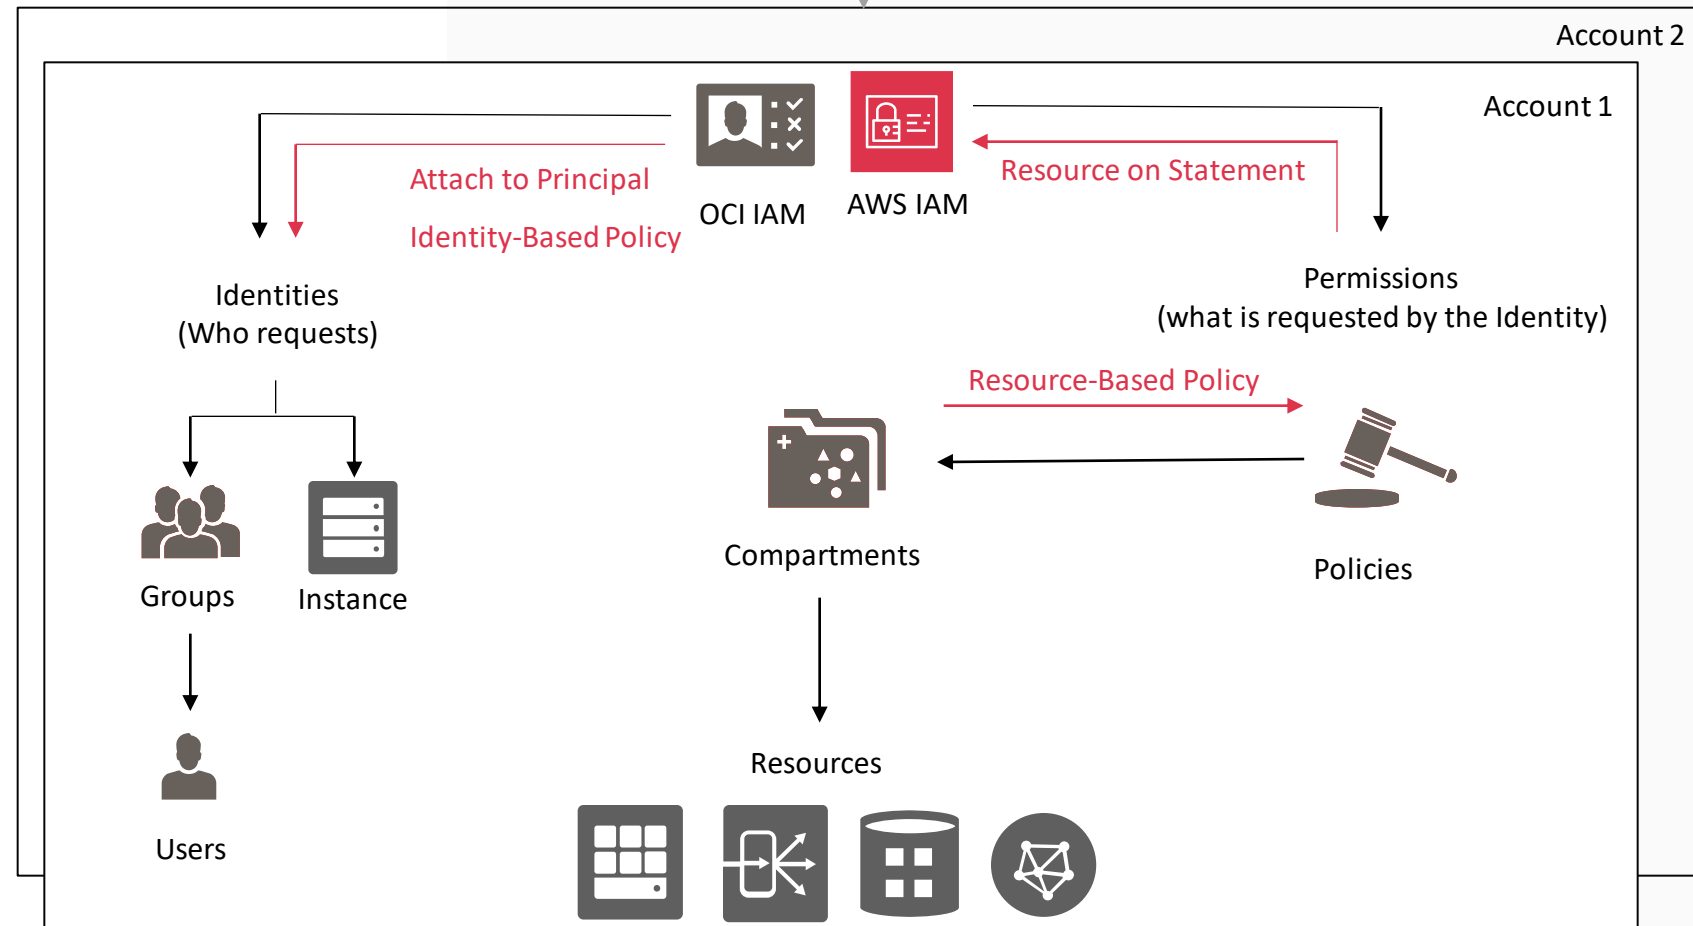 Account 2
Account 1
Attach to Principal
Identity-Based Policy
OCI IAM
AWS IAM
Resource on Statement
Identities
(Who requests)
Permissions
(what is requested by the Identity)
Resource-Based Policy
Groups
Instance
Compartments
Policies
Users
Resources